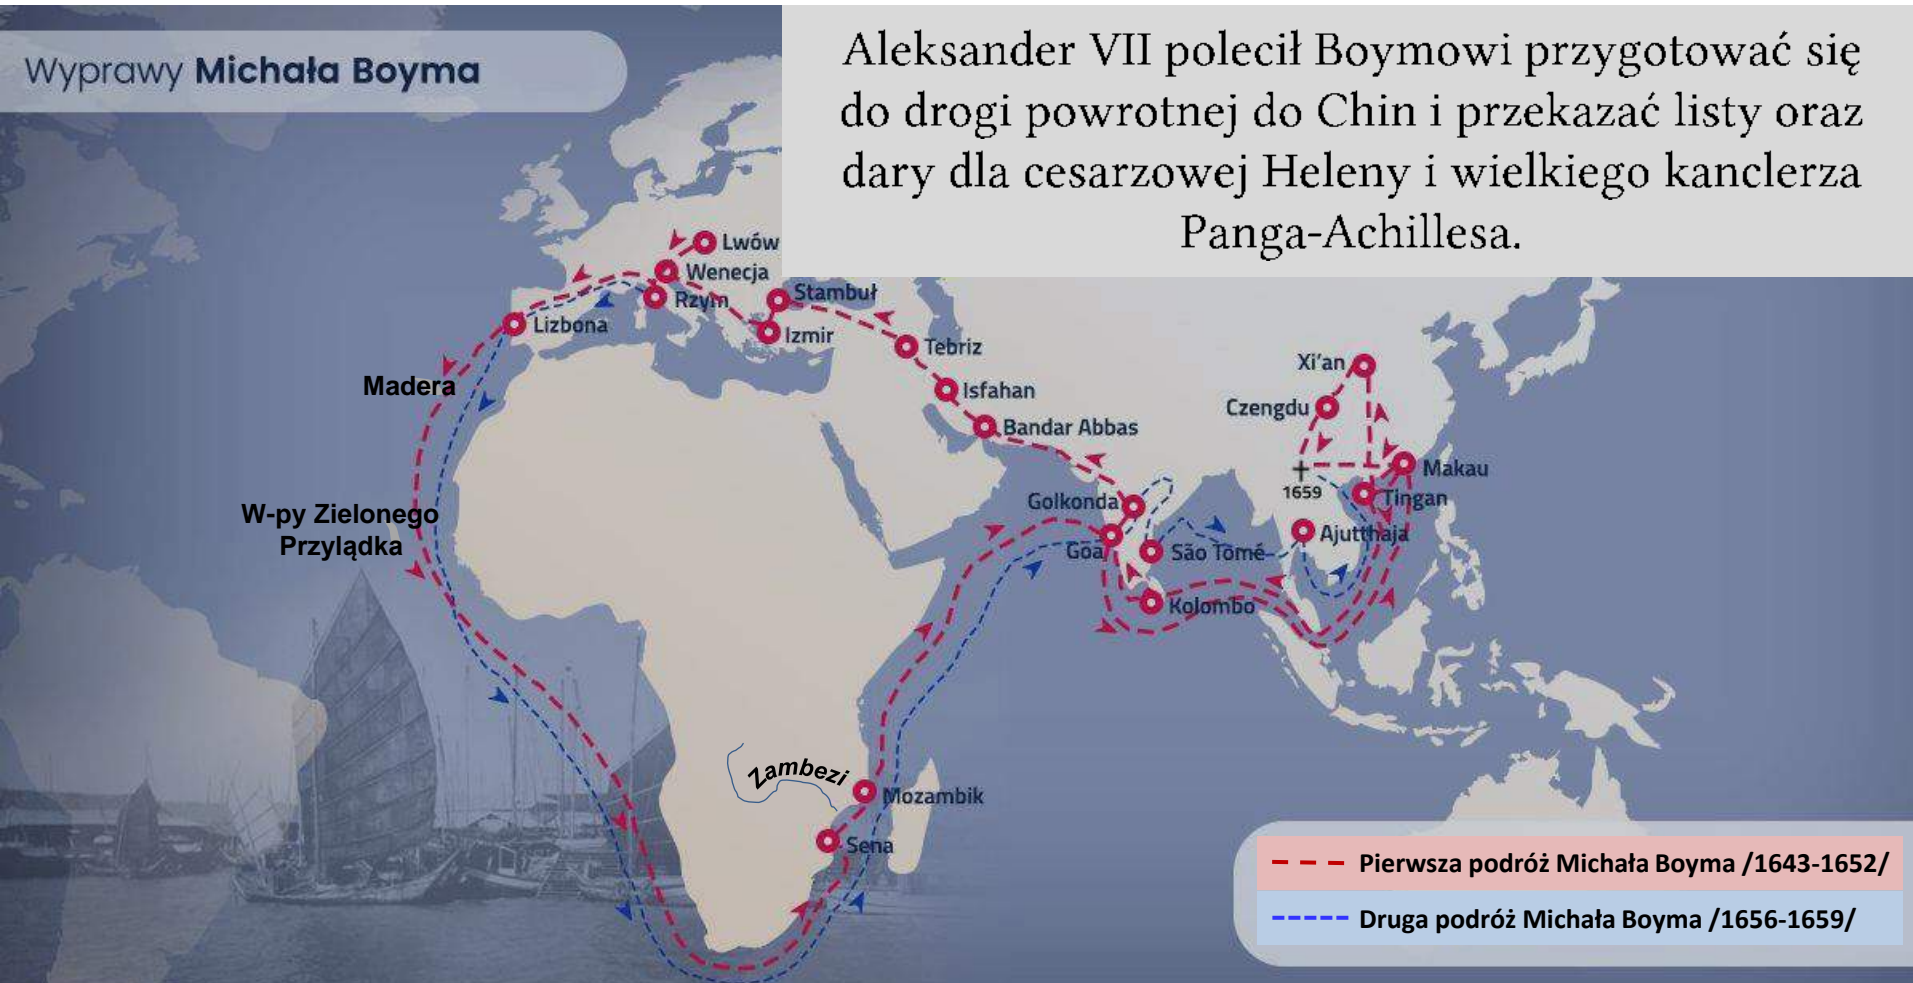 Wyprawy Michała Boyma
Aleksander VII polecił Boymowi przygotować się
do drogi powrotnej do Chin i przekazać listy oraz
dary dla cesarzowej Heleny i wielkiego kanclerza
Panga-Achillesa.
Lwów
Wenecja
Rzym
Stambuł
Lizbona
Izmir
Tebriz
Madera
Isfahan
Bandar Abbas
Xi'an
Czengdu
Makau
1659
Tingan
Golkonda
W-py Zielonego
Przylądka
Ajutthaja
Goa
São Tomé
Kolombo
Zambezi
Mozambik
Sena
Pierwsza podróż Michała Boyma /1643-1652/
Druga podróż Michała Boyma /1656-1659/